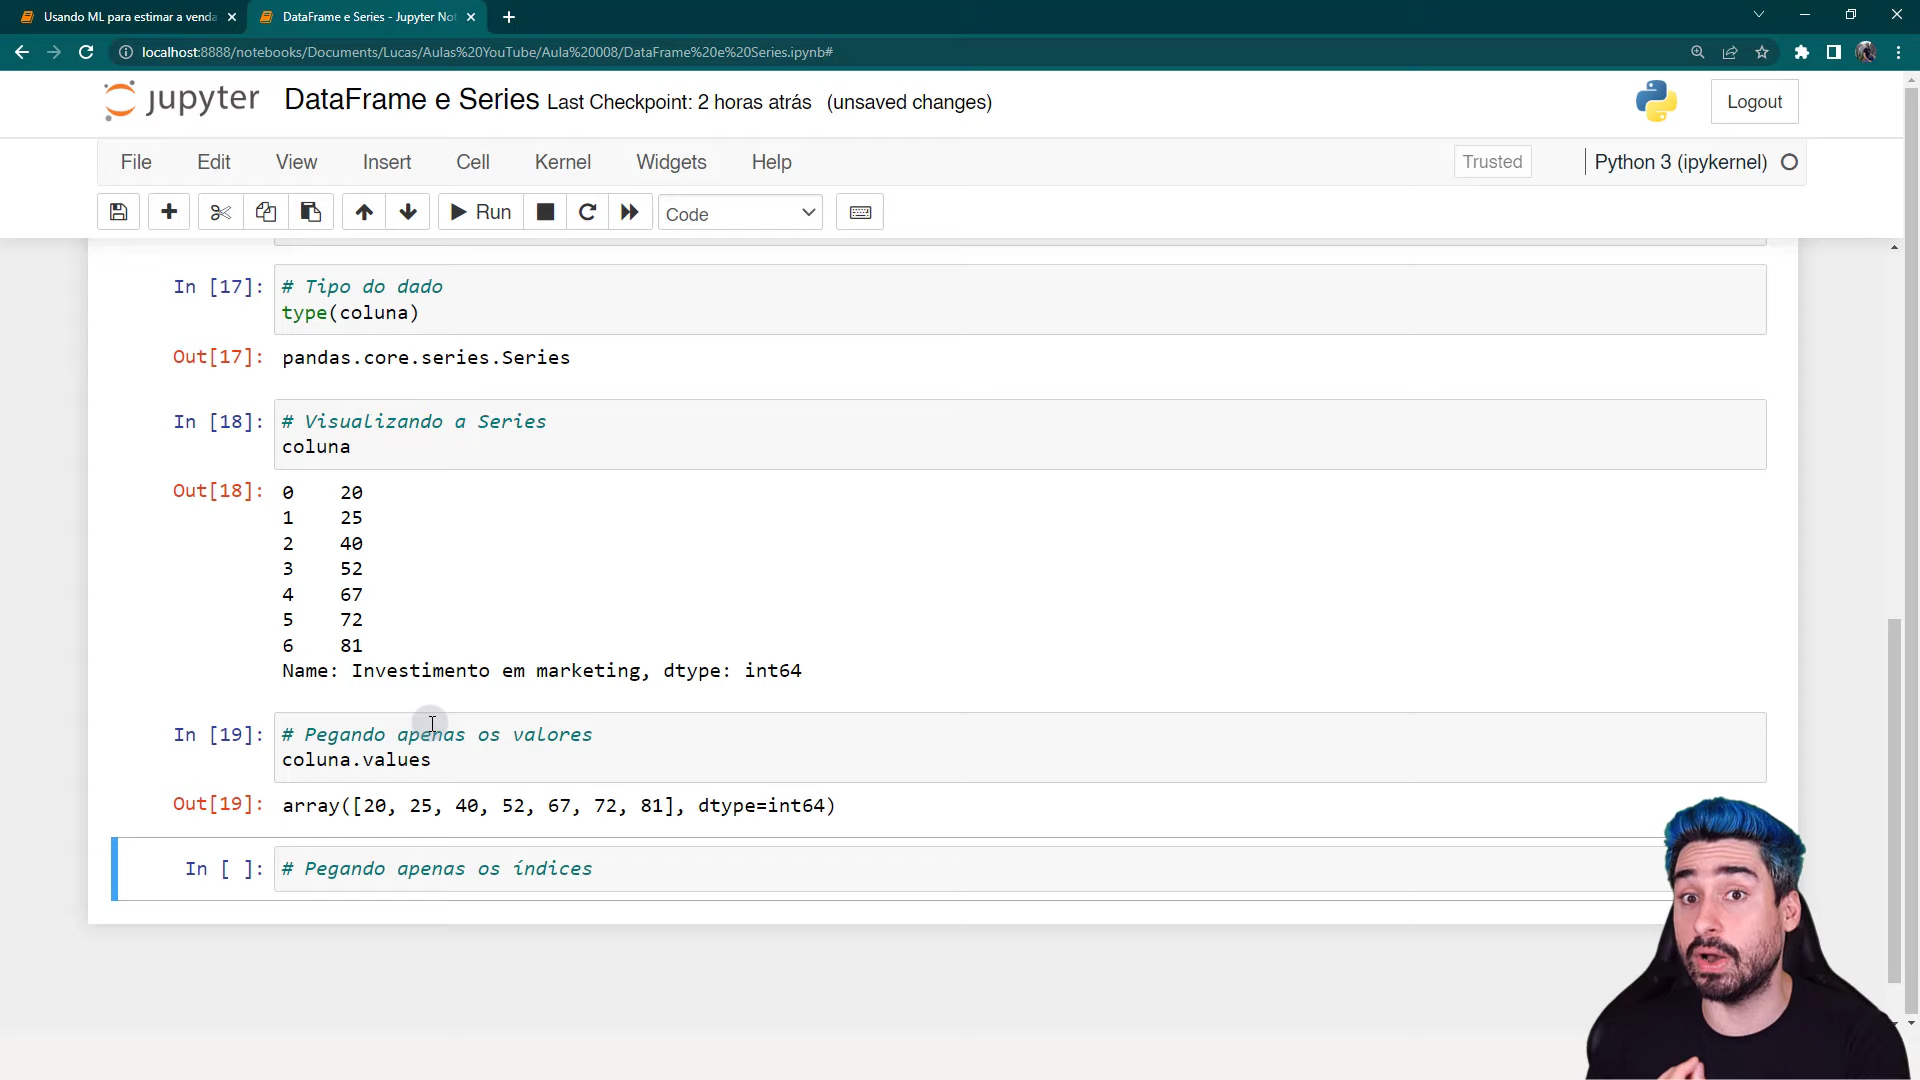 Usando ML para estimar a venda
DataFrame e Series - Jupyter Not
localhost:8888/notebooks/Documents/Lucas/Aulas%20YouTube/Aula%20008/DataFrame%20e%20Series.ipynb#
jupyter DataFrame e Series Last Checkpoint: 2 horas atrás (unsaved changes)
Logout
File Edit View Insert Cell Kernel Widgets Help
Trusted
Python 3 (ipykernel)
Run
Code
In [17]: # Tipo do dado
type(coluna)
Out[17]: pandas.core.series.Series
In [18]: # Visualizando a Series
coluna
Out[18]: 0 20
1 25
2 40
3 52
4 67
5 72
6 81
Name: Investimento em marketing, dtype: int64
In [19]: # Pegando apenas os valores
coluna.values
Out[19]: array([20, 25, 40, 52, 67, 72, 81], dtype=int64)
In [ ]: # Pegando apenas os índices